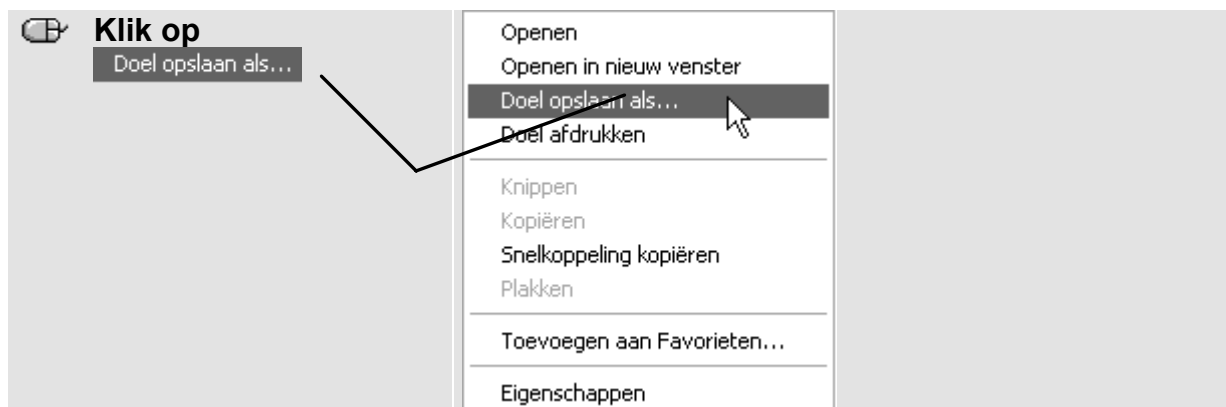 Klik op
Doel opslaan als...
Openen
Openen in nieuw venster
Doel opslaan als...
Doel afdrukken
Knippen
Kopiëren
Snelkoppeling kopiëren
Plakken
Toevoegen aan Favorieten...
Eigenschappen